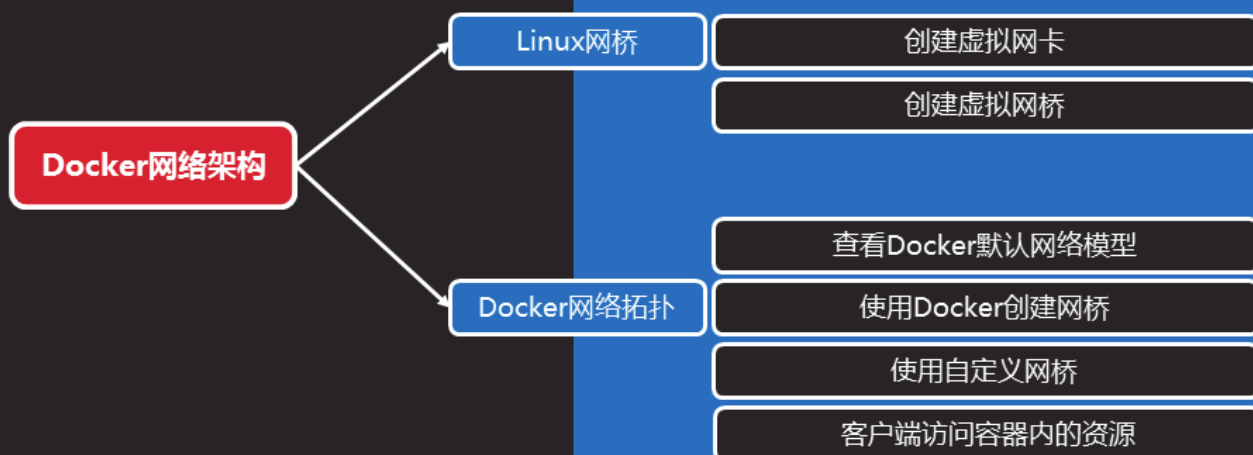 Docker网络架构
Linux网桥
创建虚拟网卡
创建虚拟网桥
Docker网络拓扑
查看Docker默认网络模型
使用Docker创建网桥
使用自定义网桥
客户端访问容器内的资源